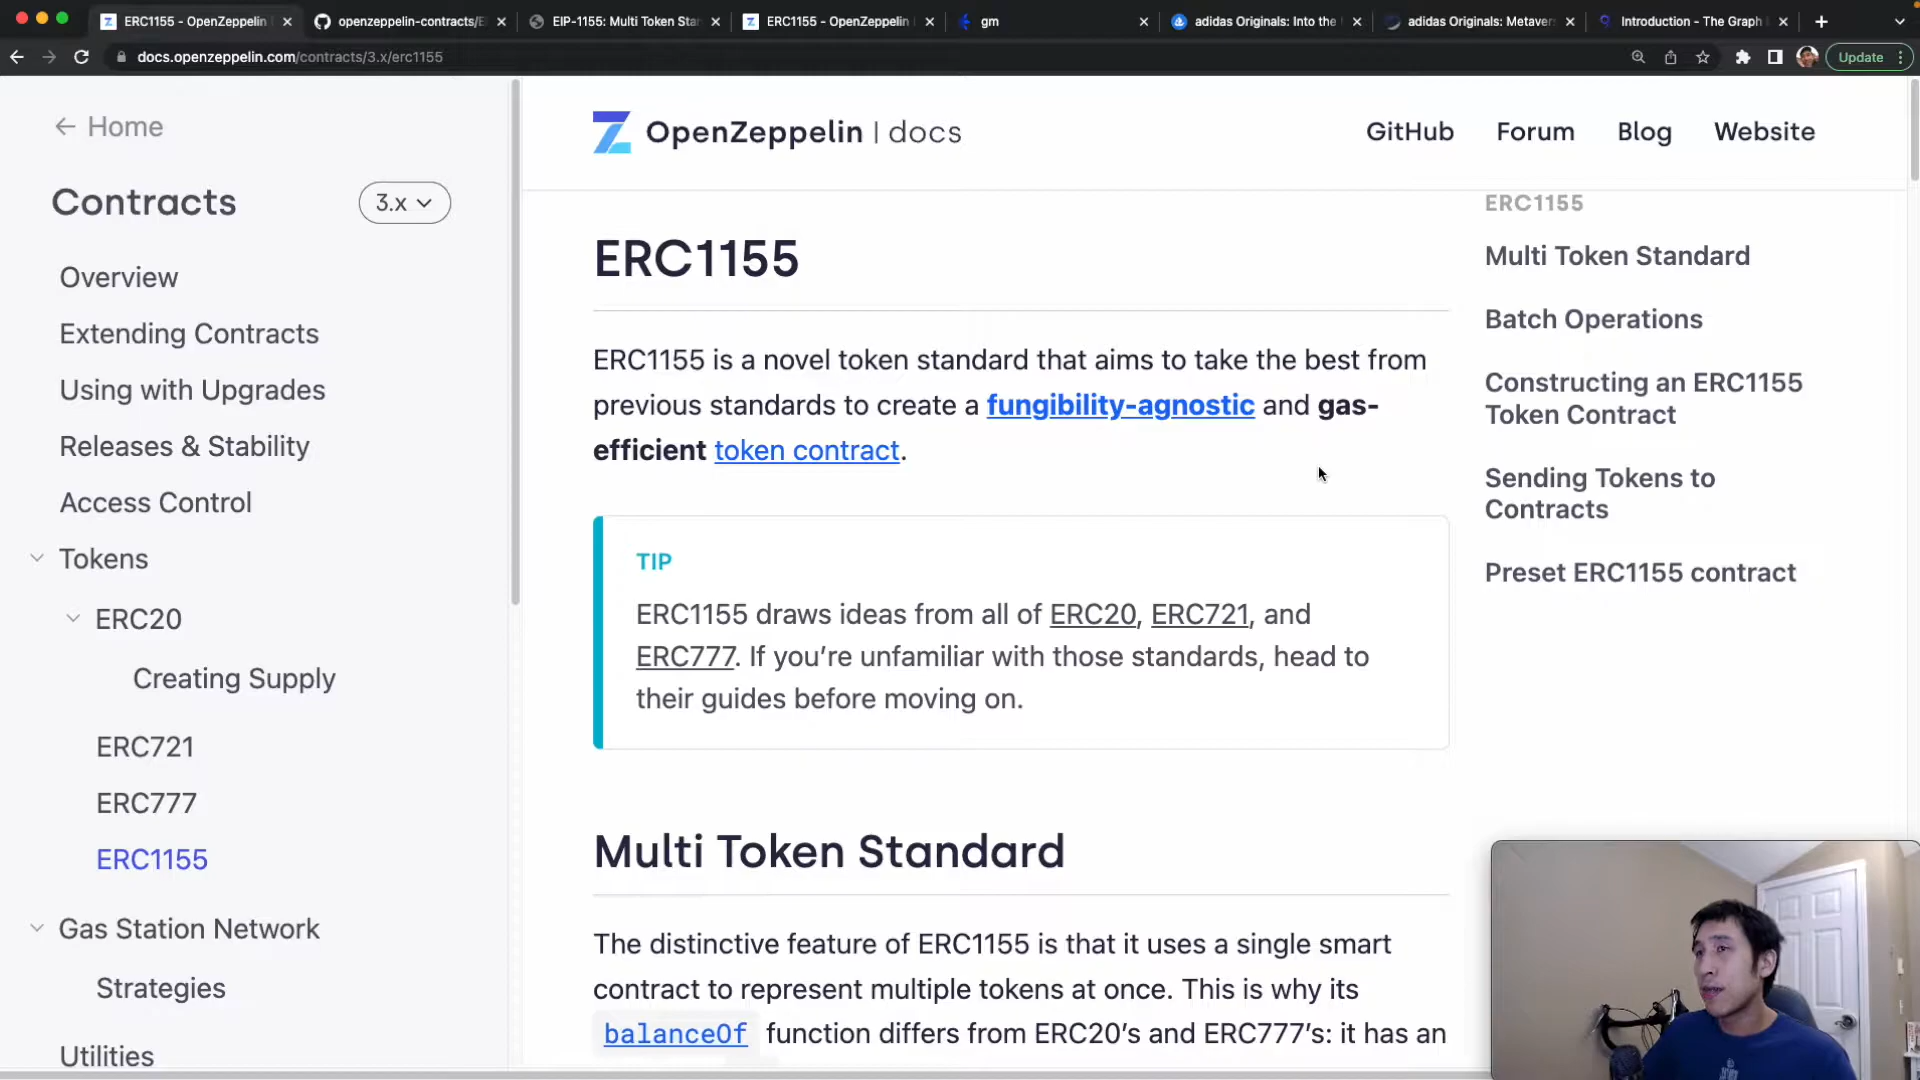 ERC1155 - OpenZeppelin
openzeppelin-contracts/E
EIP-1155: Multi Token Star
ERC1155 - OpenZeppelin
gm
adidas Originals: Into the
adidas Originals: Metavers
Introduction - The Graph
docs.openzeppelin.com/contracts/3.x/erc1155
Update
← Home
Contracts
3.x
Overview
Extending Contracts
Using with Upgrades
Releases & Stability
Access Control
Tokens
ERC20
Creating Supply
ERC721
ERC777
ERC1155
Gas Station Network
Strategies
Utilities
OpenZeppelin | docs
GitHub
Forum
Blog
Website
ERC1155
ERC1155 is a novel token standard that aims to take the best from
previous standards to create a fungibility-agnostic and gas-
efficient token contract.
TIP
ERC1155 draws ideas from all of ERC20, ERC721, and
ERC777. If you’re unfamiliar with those standards, head to
their guides before moving on.
Multi Token Standard
The distinctive feature of ERC1155 is that it uses a single smart
contract to represent multiple tokens at once. This is why its
balanceOf function differs from ERC20’s and ERC777’s: it has an
ERC1155
Multi Token Standard
Batch Operations
Constructing an ERC1155
Token Contract
Sending Tokens to
Contracts
Preset ERC1155 contract